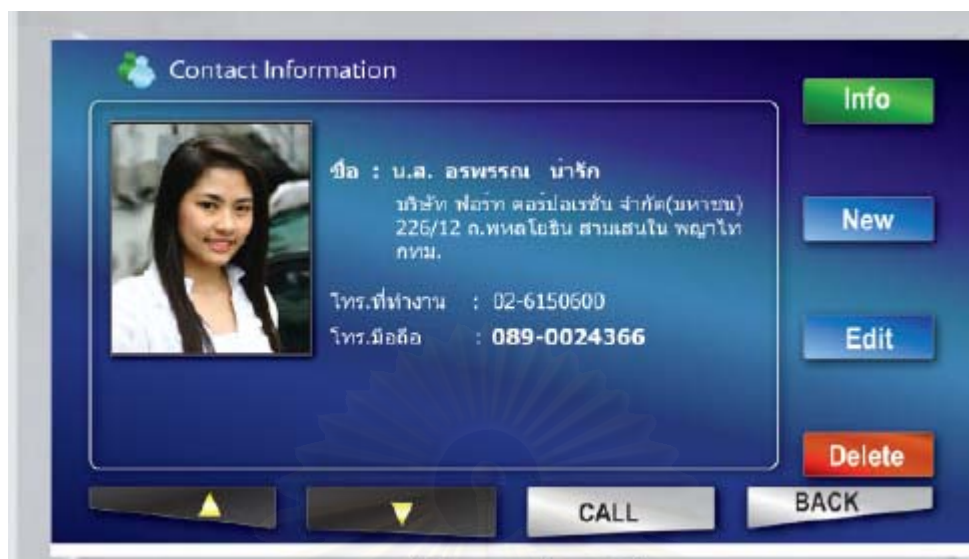 Contact Information
ชื่อ : น.ส. อรพรรณ น่ารัก
บริษัท ฟอร์ท คอร์ปอเรชั่น จำกัด(มหาชน)
226/12 ถ.พหลโยธิน สามเสนใน พญาไท
กทม.
โทร.ที่ทำงาน : 02-6150600
โทร.มือถือ : 089-0024366
Info
New
Edit
Delete
CALL
BACK